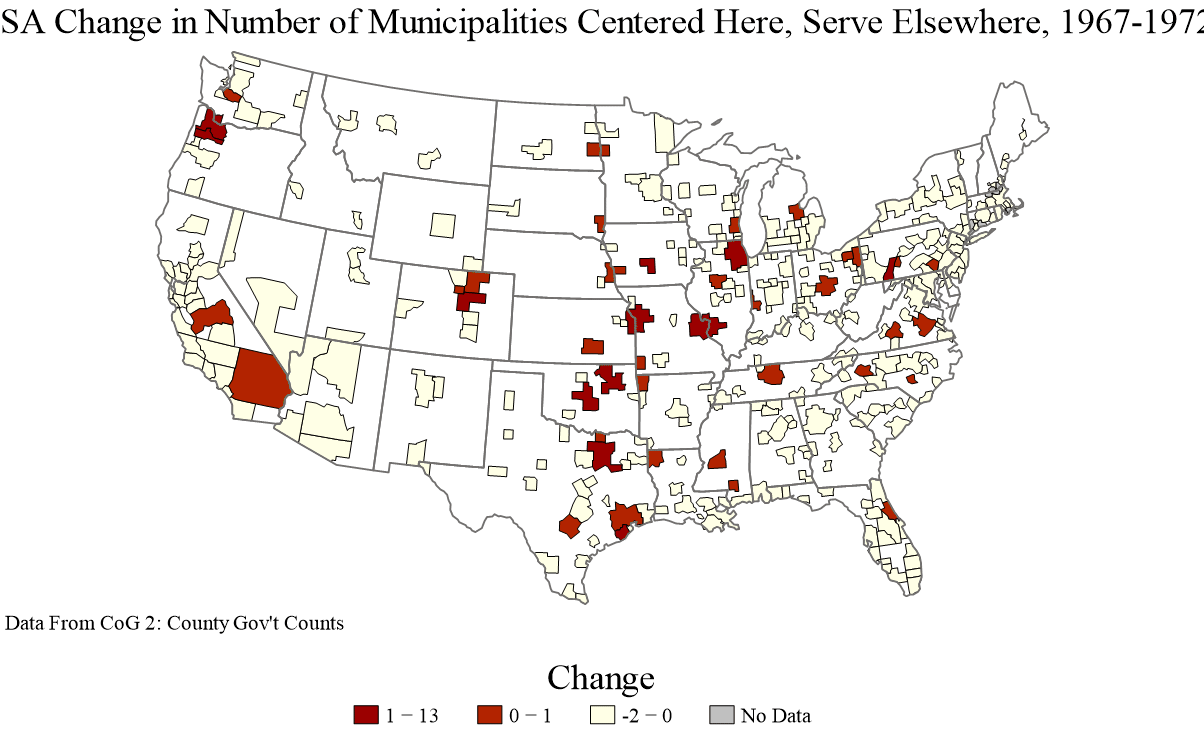 SA Change in Number of Municipalities Centered Here, Serve Elsewhere, 1967-1972
Data From CoG 2: County Gov't Counts
Change
1 − 13
0 − 1
-2 − 0
No Data